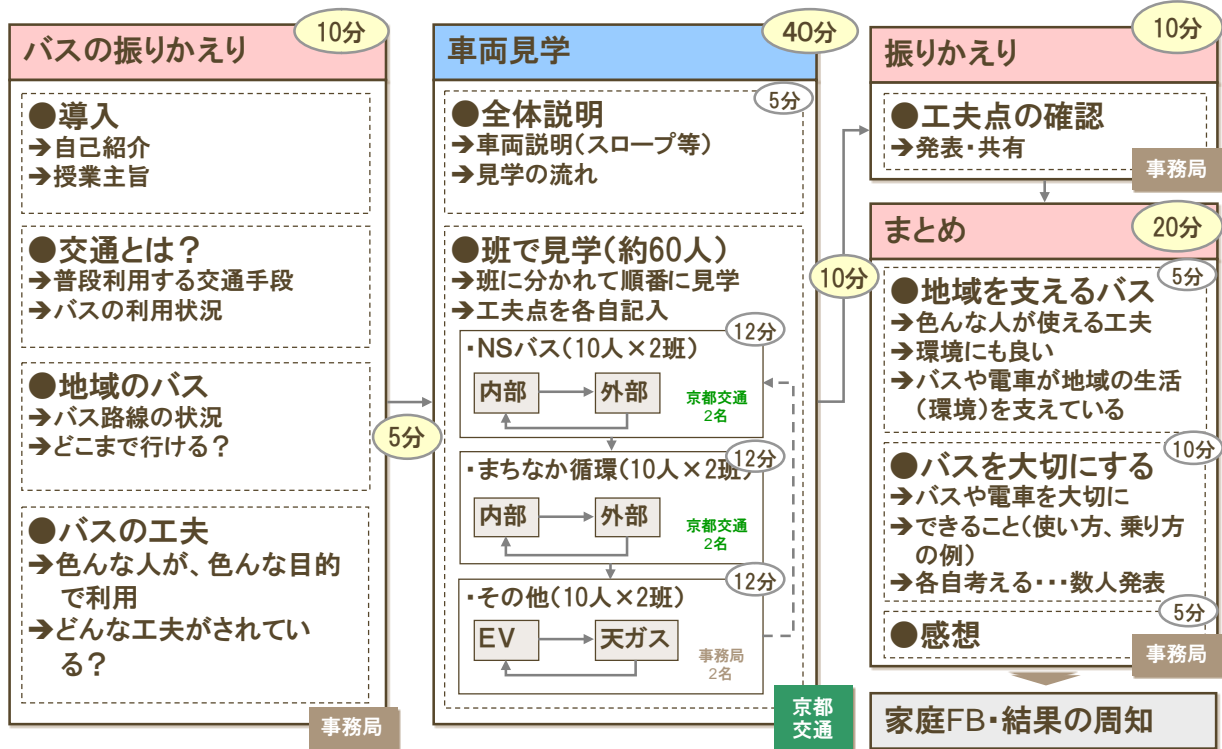 バスの振りかえり
10分
●導入
➔自己紹介
➔授業主旨
●交通とは?
➔普段利用する交通手段
➔バスの利用状況
●地域のバス
➔バス路線の状況
➔どこまで行ける?
●バスの工夫
➔色んな人が、色んな目的
で利用
➔どんな工夫がされてい
る?
事務局
5分
車両見学
40分
●全体説明
5分
➔車両説明(スロープ等)
➔見学の流れ
●班で見学(約60人)
➔班に分かれて順番に見学
➔工夫点を各自記入
12分
・NSバス(10人×2班)
内部
外部
京都交通
2名
・まちなか循環(10人×2班)
12分
内部
外部
京都交通
2名
12分
・その他(10人×2班)
EV
天ガス
事務局
2名
京都
交通
10分
振りかえり
10分
●工夫点の確認
➔発表・共有
事務局
まとめ
20分
5分
●地域を支えるバス
➔色んな人が使える工夫
➔環境にも良い
➔バスや電車が地域の生活
(環境)を支えている
10分
●バスを大切にする
➔バスや電車を大切に
➔できること(使い方、乗り方
の例)
➔各自考える・・・数人発表
5分
●感想
事務局
家庭FB・結果の周知